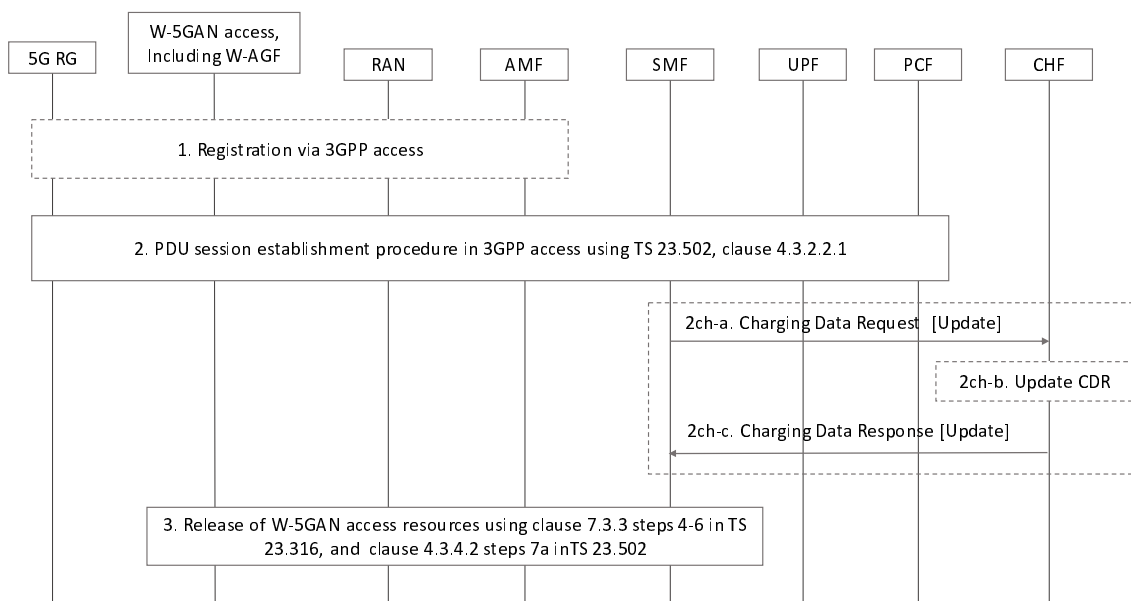 5G RG
W-5GAN access,
Including W-AGF
RAN
AMF
SMF
UPF
PCF
CHF
1. Registration via 3GPP access
2. PDU session establishment procedure in 3GPP access using TS 23.502, clause 4.3.2.2.1
2ch-a. Charging Data Request [Update]
2ch-b. Update CDR
2ch-c. Charging Data Response [Update]
3. Release of W-5GAN access resources using clause 7.3.3 steps 4-6 in TS
23.316, and clause 4.3.4.2 steps 7a inTS 23.502